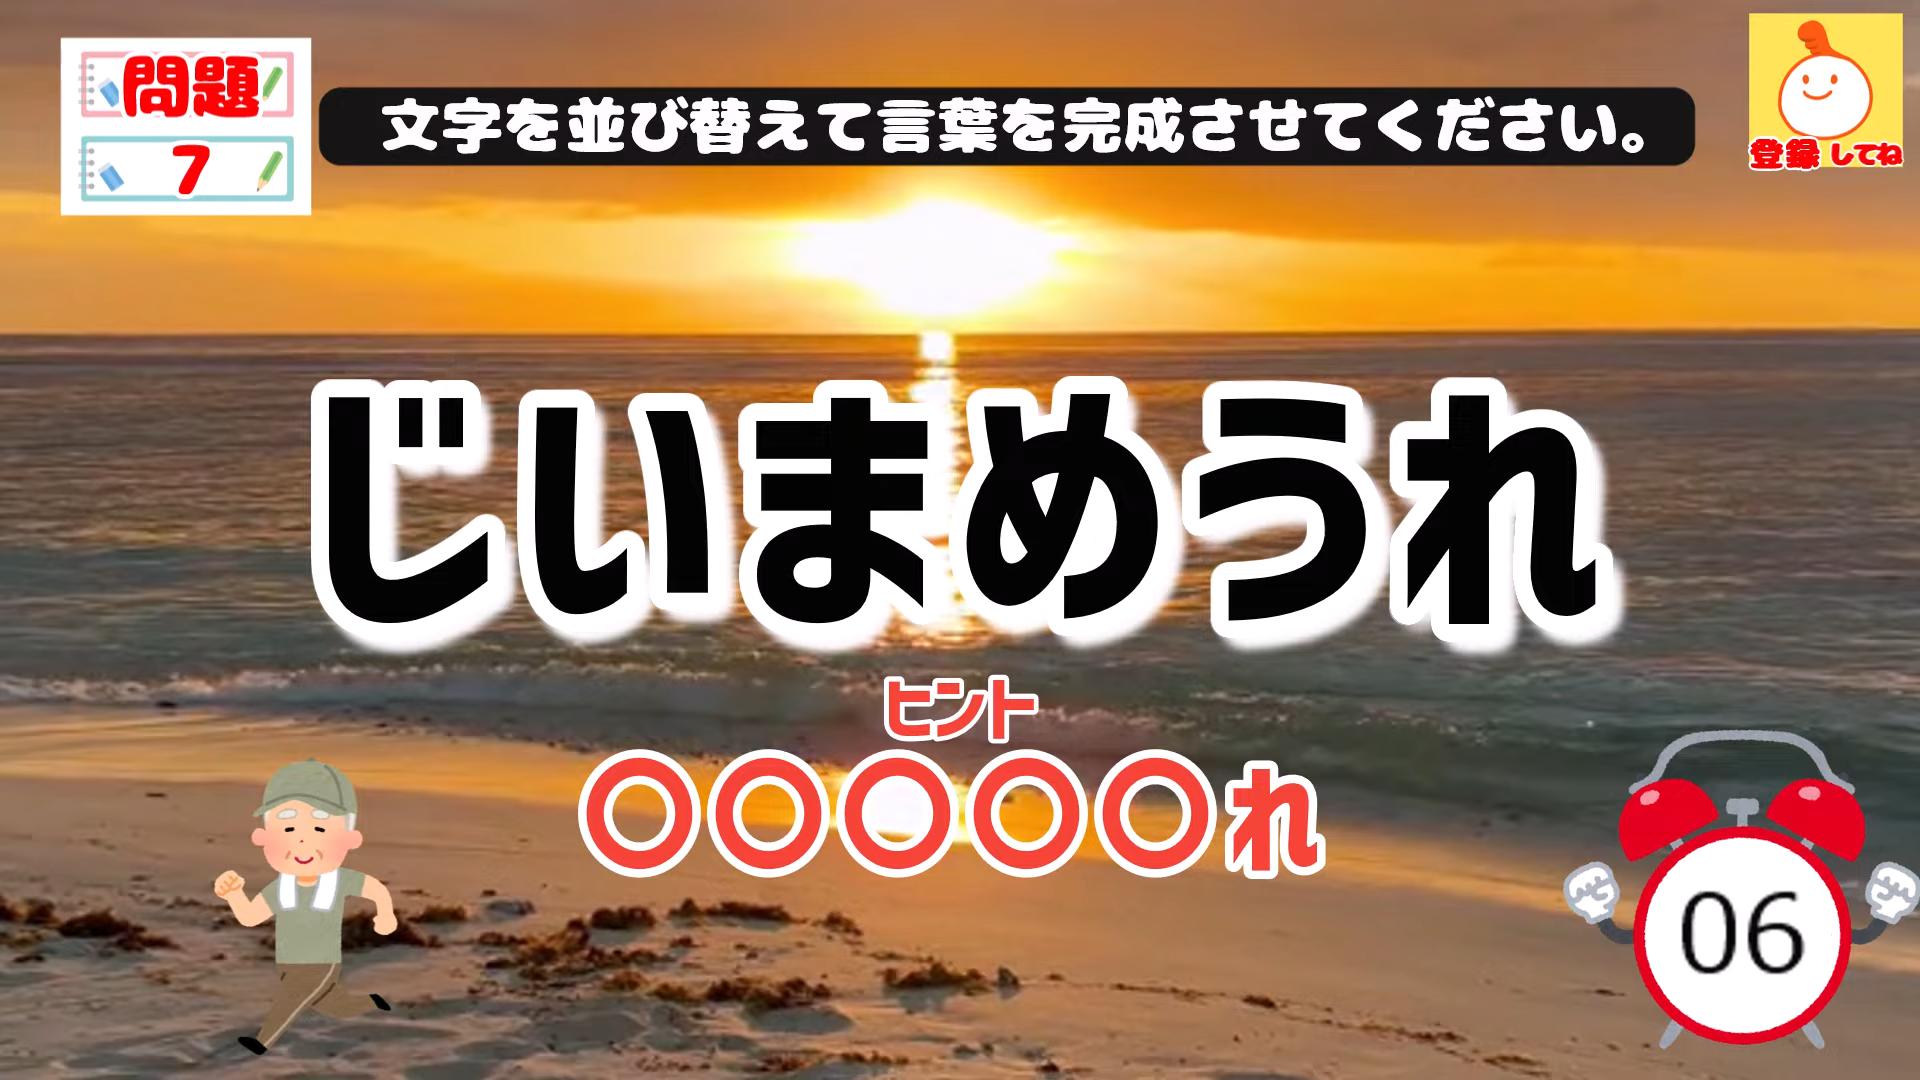 問題
7
文字を並び替えて言葉を完成させてください。
登録してね
じいまめうれ
ヒント
〇〇〇〇〇れ
06